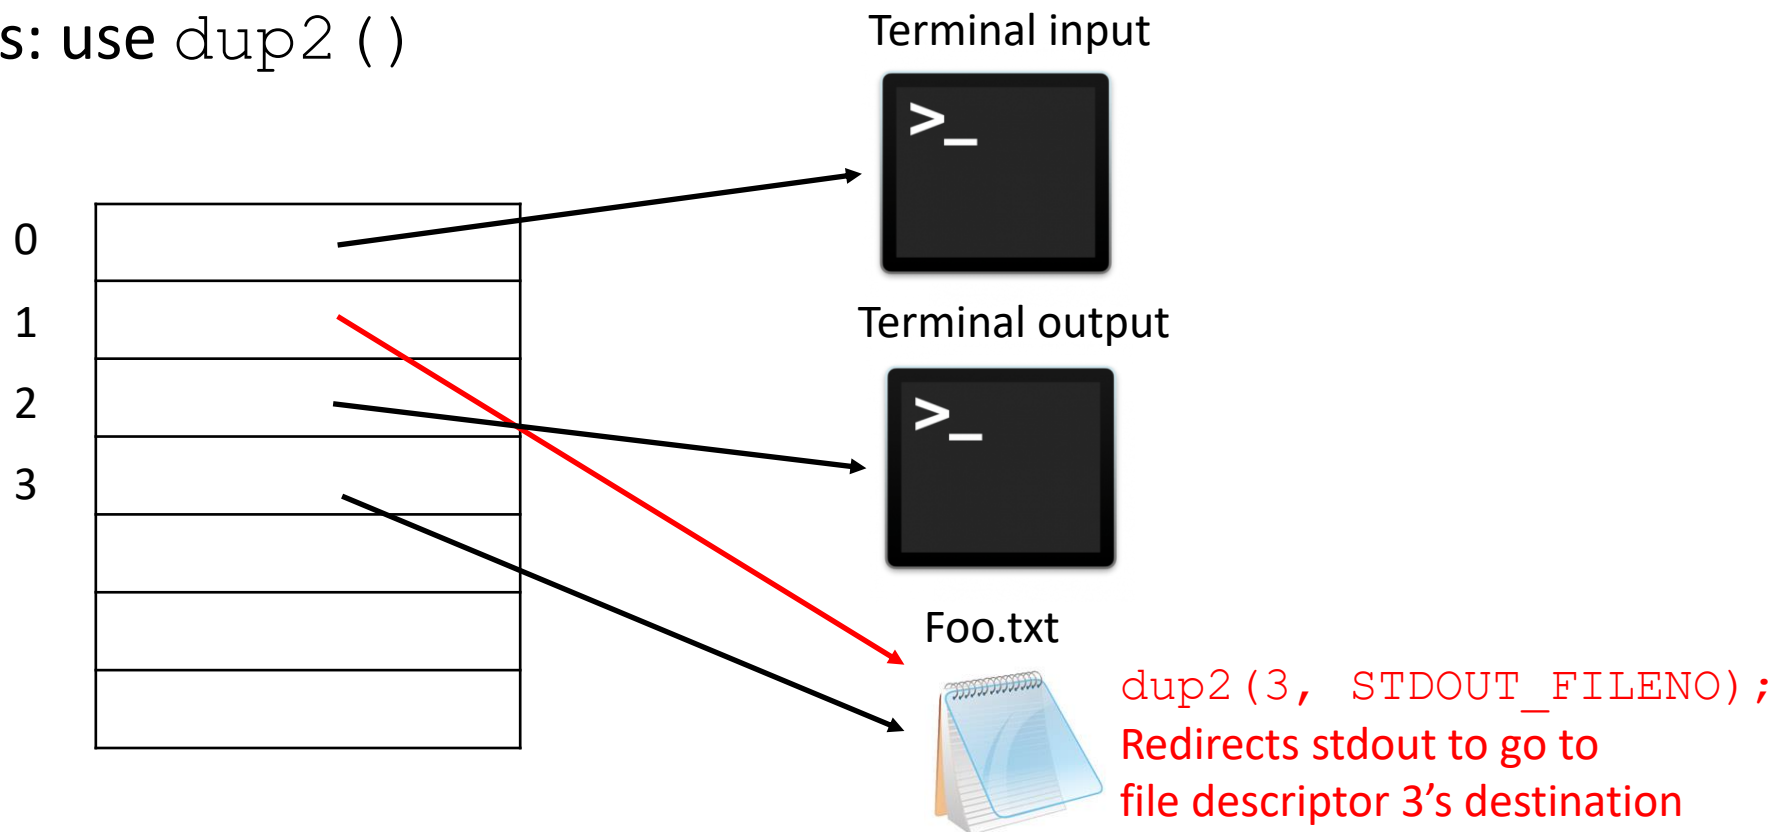 s: use dup2()
Terminal input
>_
0
1
2
3
Terminal output
>_
Foo.txt
dup2(3, STDOUT_FILENO);
Redirects stdout to go to
file descriptor 3’s destination